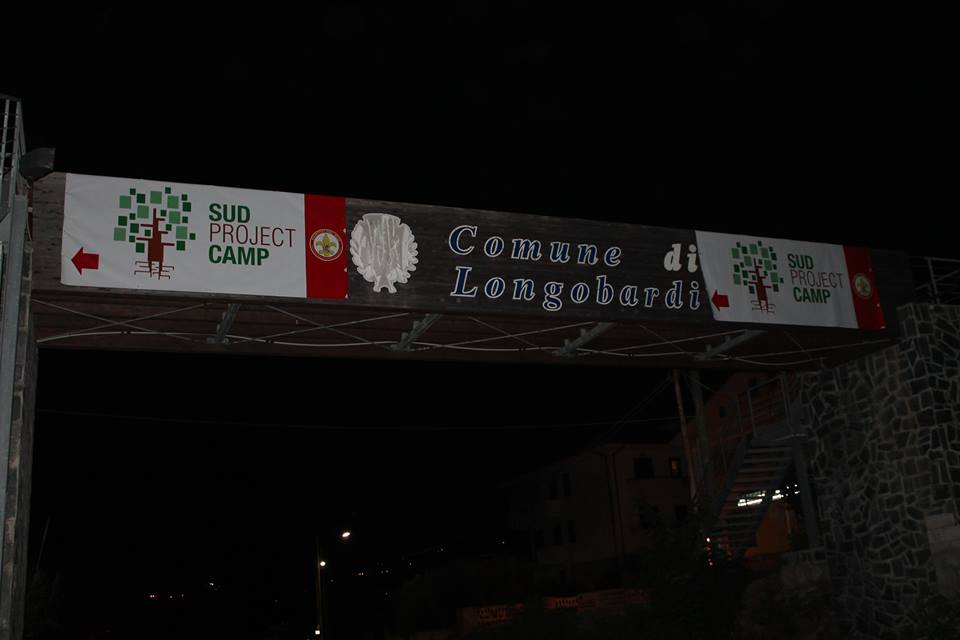 SUD
PROJECT
CAMP
Comune di
Longobardi
SUD
PROJECT
CAMP